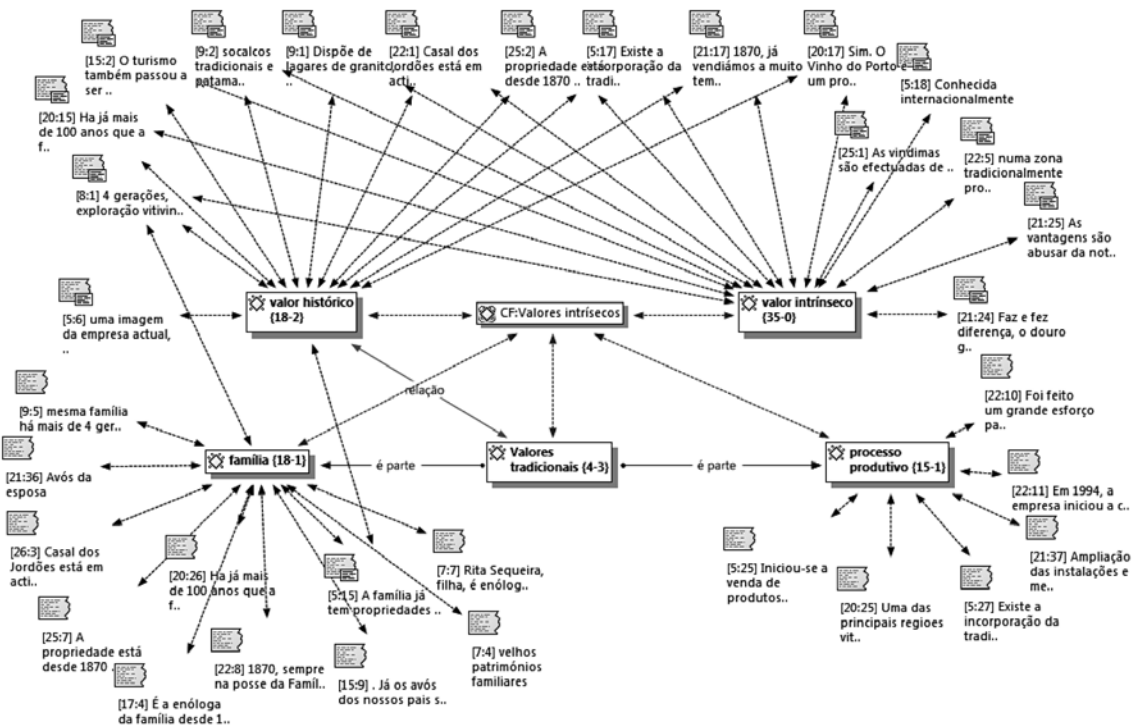 [15:2] O turismo
também passou a
ser ..
[9:2] socalcos
tradicionais e
patama..
[9:1] Dispõe de
lagares de granito
..
[22:1] Casal dos
Jordões está em
acti..
[25:2] A
propriedade está
desde 1870 ..
[5:17] Existe a
incorporação da
tradi..
[21:17] 1870, já
vendiámos a muito
tem..
[20:17] Sim. O
Vinho do Porto é
um pro..
[5:18] Conhecida
internacionalmente
[20:15] Ha já mais
de 100 anos que a
f..
[25:1] As vindimas
são efectuadas de ..
[22:5] numa zona
tradicionalmente
pro..
[8:1] 4 gerações,
exploração vitivin..
[21:25] As
vantagens são
abusar da not..
valor histórico
{18-2}
CF:Valores intrísecos
valor intrínseco
{35-0}
[5:6] uma imagem
da empresa actual,
..
[21:24] Faz e fez
diferença, o douro
g..
relação
[22:10] Foi feito
um grande esforço
pa..
[9:5] mesma família
há mais de 4 ger..
família {18-1}
é parte
Valores
tradicionais {4-3}
é parte
processo
produtivo {15-1}
[21:36] Avós da
esposa
[22:11] Em 1994, a
empresa iniciou a c..
[26:3] Casal dos
Jordões está em
acti..
[20:26] Ha já mais
de 100 anos que a
f..
[5:15] A família já
tem propriedades ..
[7:7] Rita Sequeira,
filha, é enólog..
[5:25] Iniciou-se a
venda de
produtos..
[21:37] Ampliação
das instalações e
me..
[20:25] Uma das
principais regioes
vit..
[5:27] Existe a
incorporação da
tradi..
[25:7] A
propriedade está
desde 1870 ..
[22:8] 1870, sempre
na posse da Famíl..
[15:9] . Já os avós
dos nossos pais s..
[7:4] velhos
patrimónios
familiares
[17:4] É a enóloga
da família desde 1..